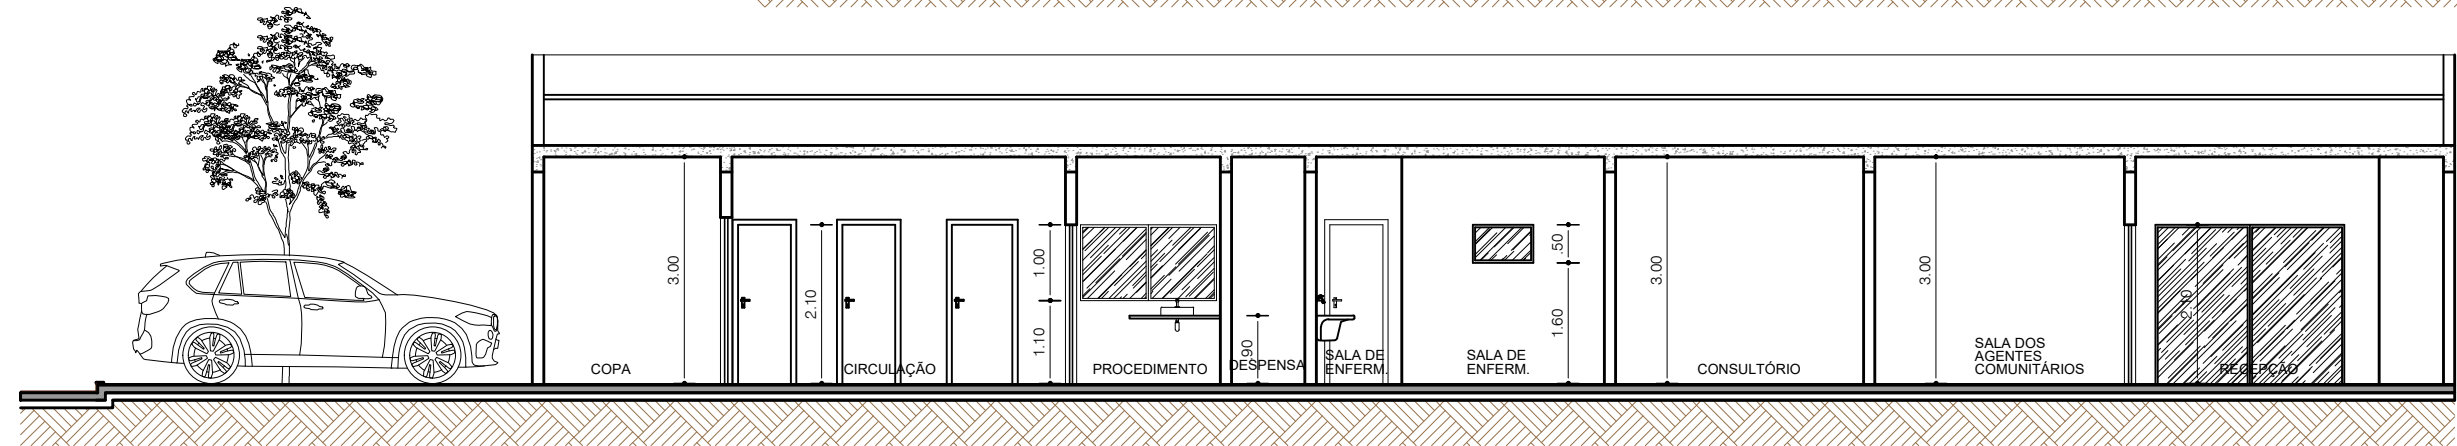 3.00
2.10
1.00
1.10
.90
.50
1.60
3.00
3.00
2.10
COPA
CIRCULAÇÃO
PROCEDIMENTO
DESPENSA
SALA DE
ENFERM.
SALA DE
ENFERM.
CONSULTÓRIO
SALA DOS
AGENTES
COMUNITÁRIOS
RECEPÇÃO